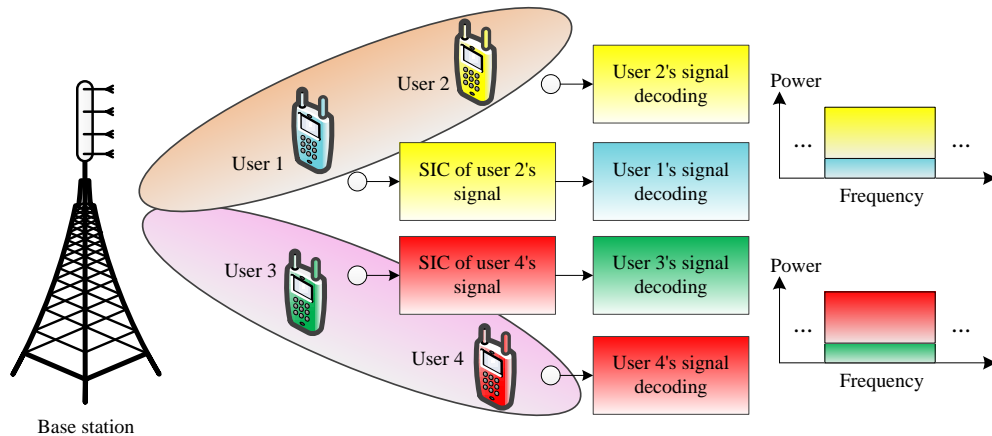 User 2
User 2's signal
decoding
Power
...
...
Frequency
User 1
SIC of user 2's
signal
User 1's signal
decoding
User 3
SIC of user 4's
signal
User 3's signal
decoding
Power
...
...
Frequency
User 4
User 4's signal
decoding
Base station